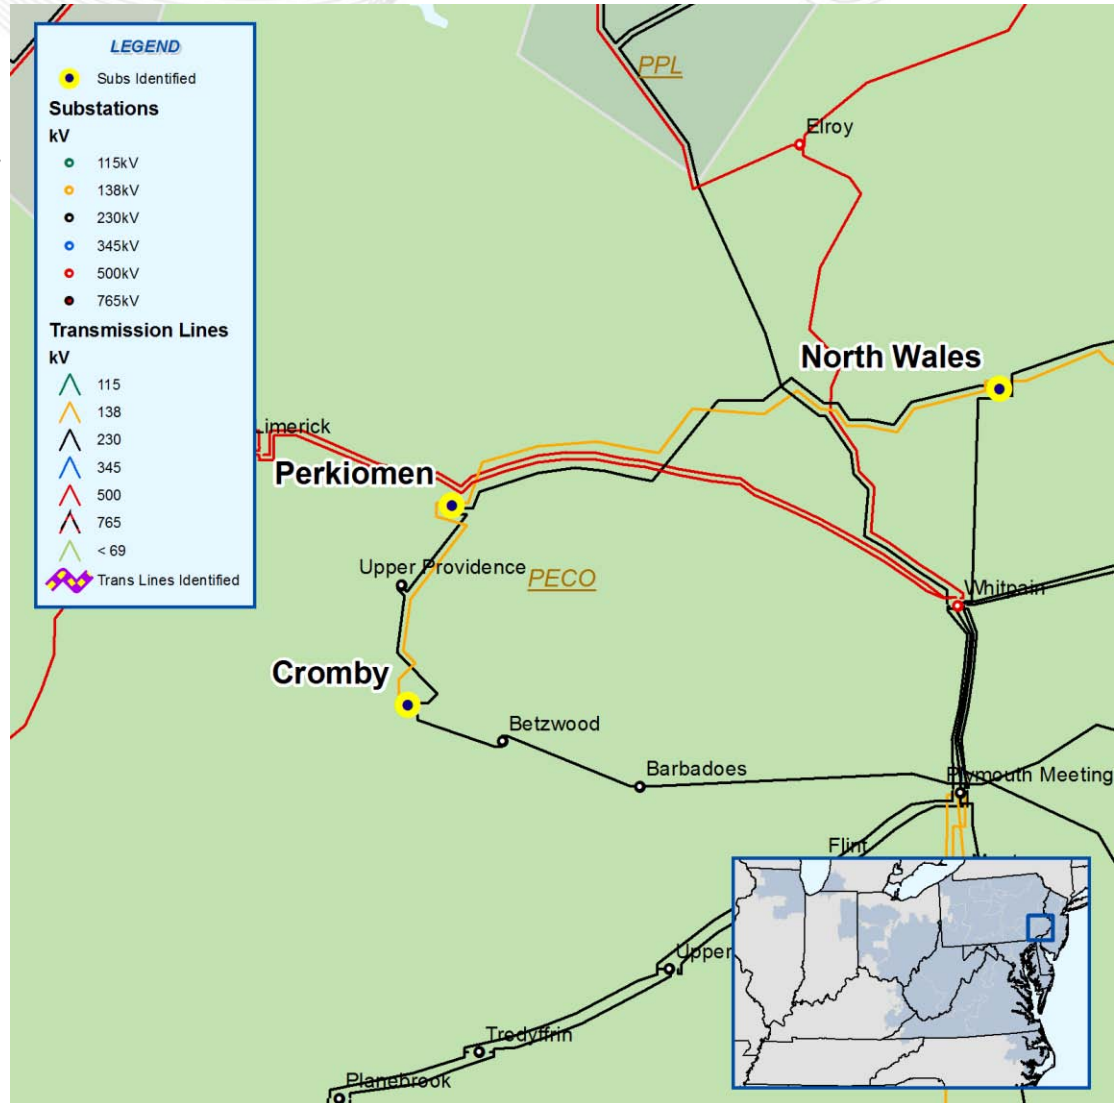 LEGEND
Subs Identified
Substations
kV
115kV
138kV
230kV
345kV
500kV
765kV
Transmission Lines
kV
115
138
230
345
500
765
< 69
Trans Lines Identified
PPL
Elroy
North Wales
Limerick
Perkiomen
Upper Providence
PECO
Whitpain
Cromby
Betzwood
Barbadoes
Plymouth Meeting
Flint
Upper
Tredyffrin
Planebrook